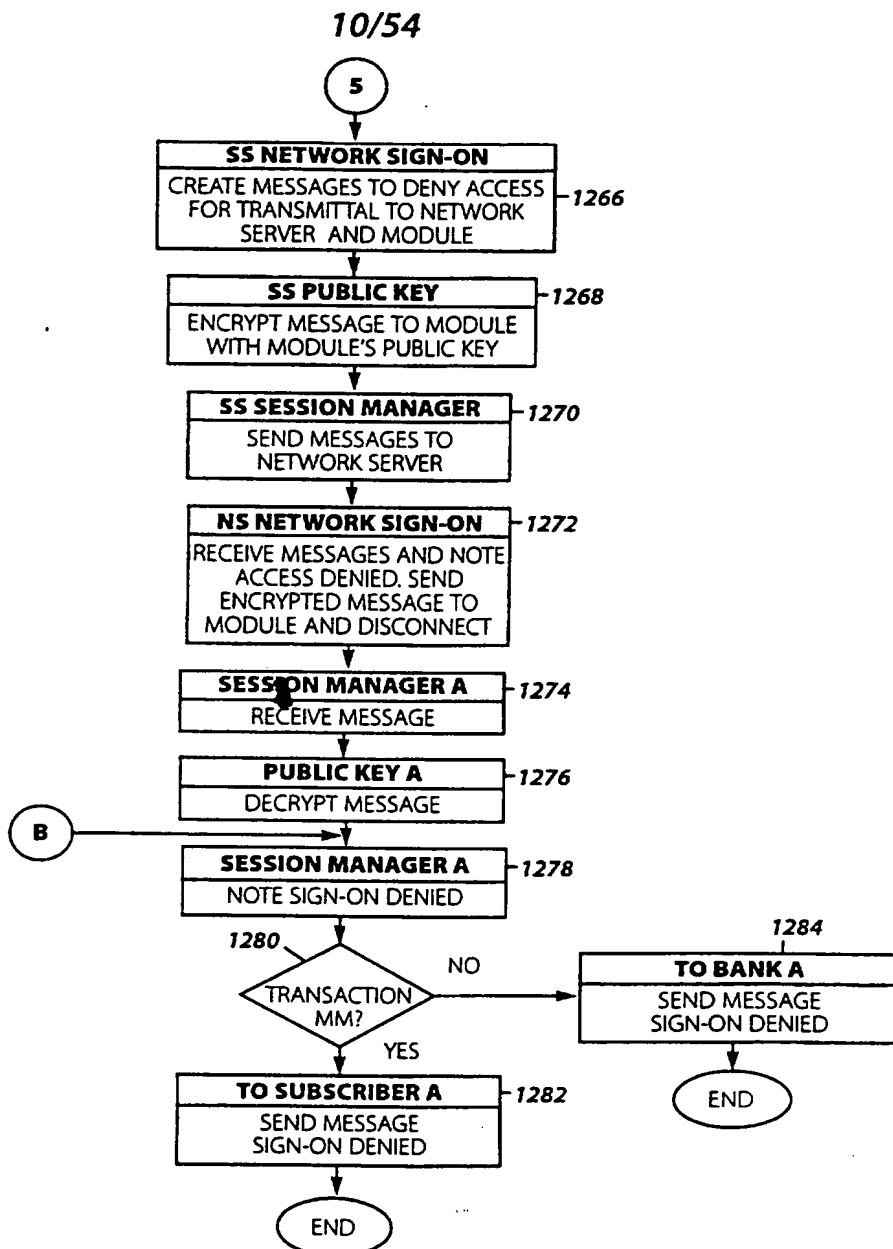 10/54
5
SS NETWORK SIGN-ON
CREATE MESSAGES TO DENY ACCESS
FOR TRANSMITTAL TO NETWORK
SERVER AND MODULE
1266
SS PUBLIC KEY
1268
ENCRYPT MESSAGE TO MODULE
WITH MODULE'S PUBLIC KEY
SS SESSION MANAGER
1270
SEND MESSAGES TO
NETWORK SERVER
NS NETWORK SIGN-ON
1272
RECEIVE MESSAGES AND NOTE
ACCESS DENIED. SEND
ENCRYPTED MESSAGE TO
MODULE AND DISCONNECT
SESSION MANAGER A
1274
RECEIVE MESSAGE
PUBLIC KEY A
1276
DECRYPT MESSAGE
B
SESSION MANAGER A
1278
NOTE SIGN-ON DENIED
1280
TRANSACTION
MM?
NO
YES
1284
TO BANK A
SEND MESSAGE
SIGN-ON DENIED
END
TO SUBSCRIBER A
1282
SEND MESSAGE
SIGN-ON DENIED
END